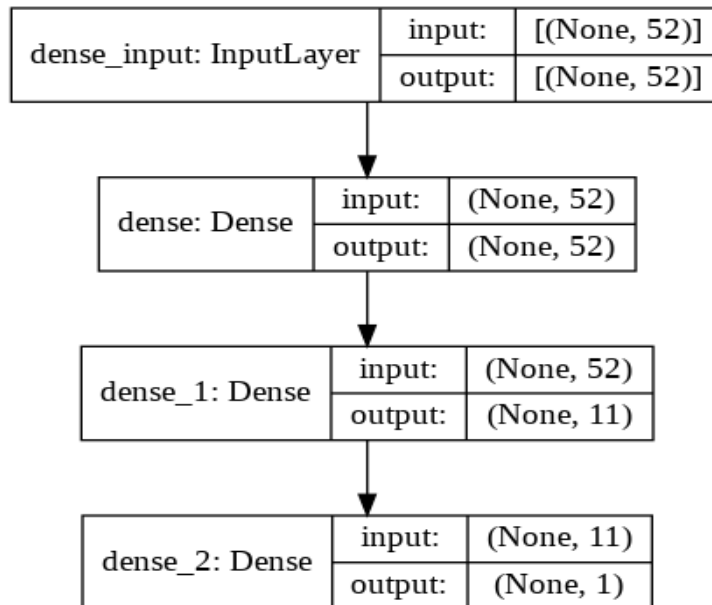 dense_input: InputLayer
input: [(None, 52)]
output: [(None, 52)]
dense: Dense
input: (None, 52)
output: (None, 52)
dense_1: Dense
input: (None, 52)
output: (None, 11)
dense_2: Dense
input: (None, 11)
output: (None, 1)